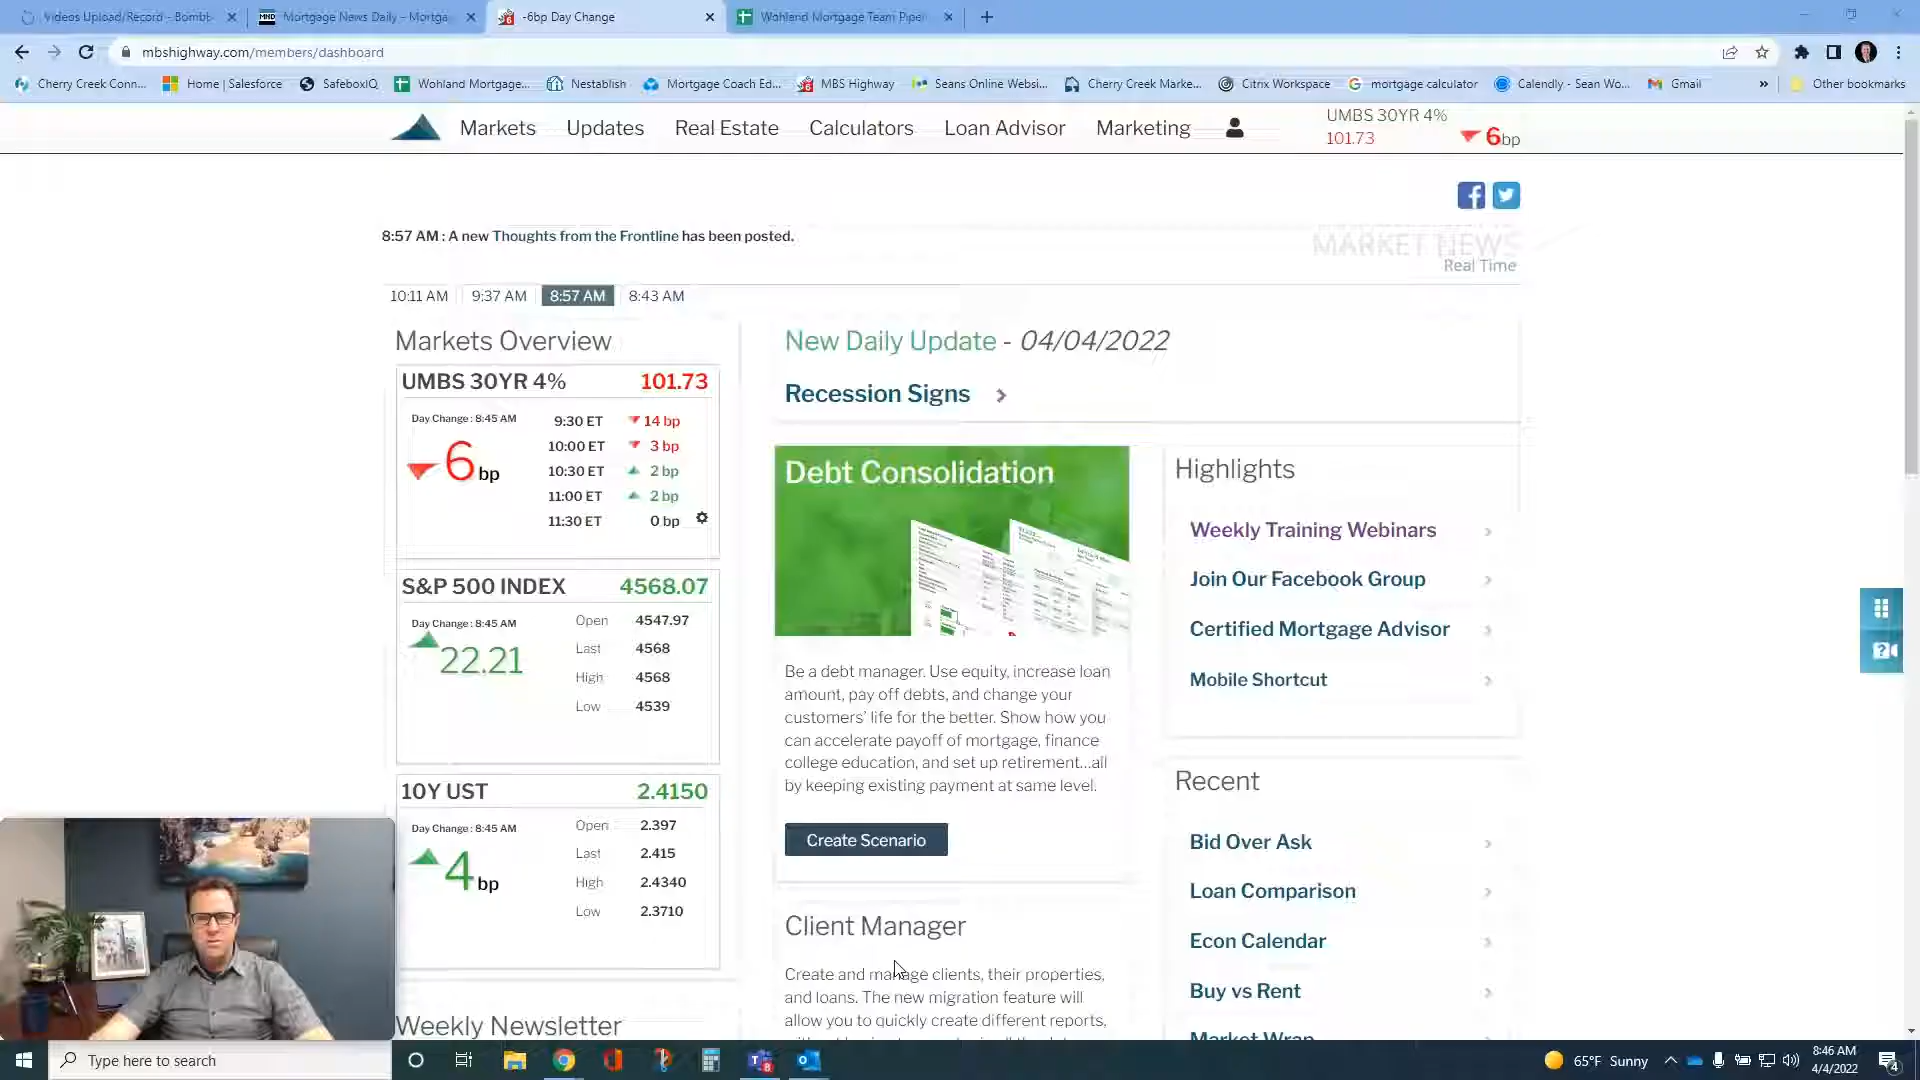 Videos Upload/Record - BombB
Mortgage News Daily – Mortga
-6bp Day Change
Wohland Mortgage Team Pipe
mbshighway.com/members/dashboard
Cherry Creek Conn...
Home | Salesforce
SafeboxIQ
Wohland Mortgage...
Nestablish
Mortgage Coach Ed...
MBS Highway
Seans Online Websi...
Cherry Creek Marke...
Citrix Workspace
mortgage calculator
Calendly - Sean Wo...
Gmail
»
Other bookmarks
Markets
Updates
Real Estate
Calculators
Loan Advisor
Marketing
UMBS 30YR 4%
101.73
6bp
8:57 AM : A new Thoughts from the Frontline has been posted.
MARKET NEWS
Real Time
10:11 AM
9:37 AM
8:57 AM
8:43 AM
Markets Overview
UMBS 30YR 4%
101.73
Day Change : 8:45 AM
6 bp
9:30 ET
14 bp
10:00 ET
3 bp
10:30 ET
2 bp
11:00 ET
2 bp
11:30 ET
0 bp
S&P 500 INDEX
4568.07
Day Change : 8:45 AM
22.21
Open
4547.97
Last
4568
High
4568
Low
4539
10Y UST
2.4150
Day Change : 8:45 AM
4 bp
Open
2.397
Last
2.415
High
2.4340
Low
2.3710
Weekly Newsletter
New Daily Update - 04/04/2022
Recession Signs
Debt Consolidation
Be a debt manager. Use equity, increase loan
amount, pay off debts, and change your
customers’ life for the better. Show how you
can accelerate payoff of mortgage, finance
college education, and set up retirement...all
by keeping existing payment at same level.
Create Scenario
Client Manager
Create and manage clients, their properties,
and loans. The new migration feature will
allow you to quickly create different reports,
Highlights
Weekly Training Webinars
Join Our Facebook Group
Certified Mortgage Advisor
Mobile Shortcut
Recent
Bid Over Ask
Loan Comparison
Econ Calendar
Buy vs Rent
Market Wrap
Type here to search
65°F Sunny
8:46 AM
4/4/2022
4